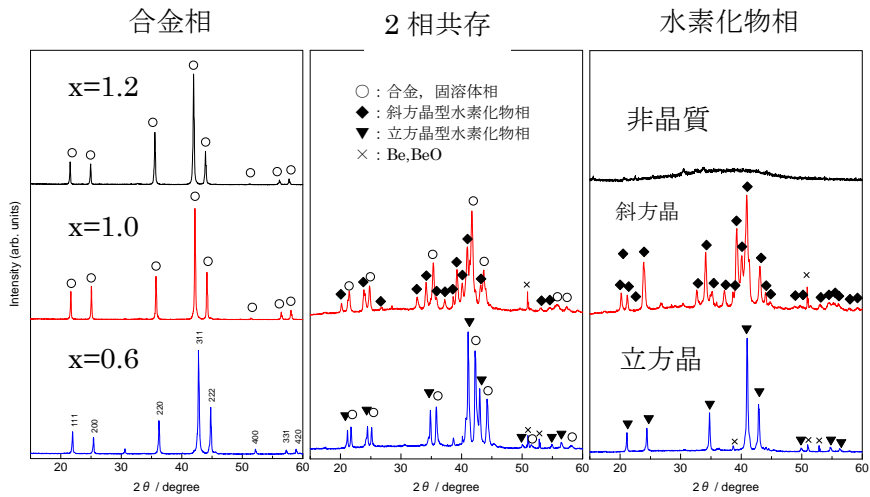 合金相
2 相共存
水素化物相
x=1.2
○ : 合金, 固溶体相
◆ : 斜方晶型水素化物相
▼ : 立方晶型水素化物相
× : Be,BeO
非晶質
x=1.0
斜方晶
Intensity (arb. units)
x=0.6
立方晶
111
200
220
311
222
400
331
420
20 30 40 50 60
20 30 40 50 60
20 30 40 50 60
2θ / degree
2θ / degree
2θ / degree